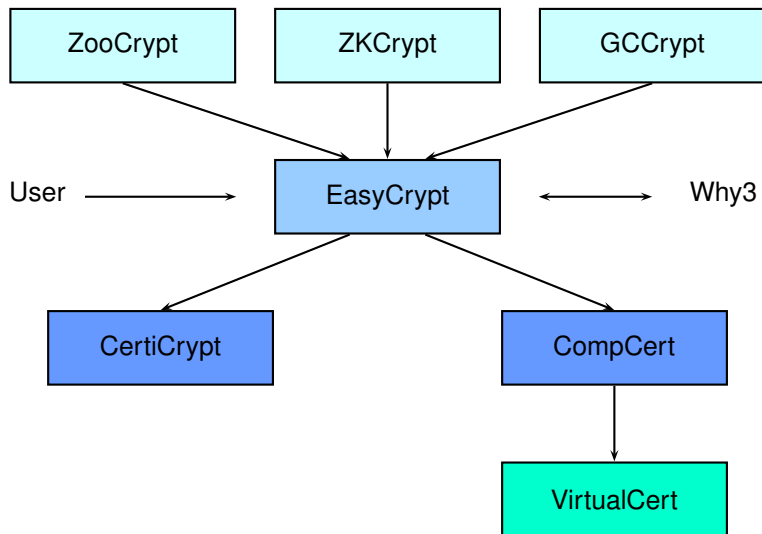 ZooCrypt
ZKCrypt
GCCrypt
User
EasyCrypt
Why3
CertiCrypt
CompCert
VirtualCert